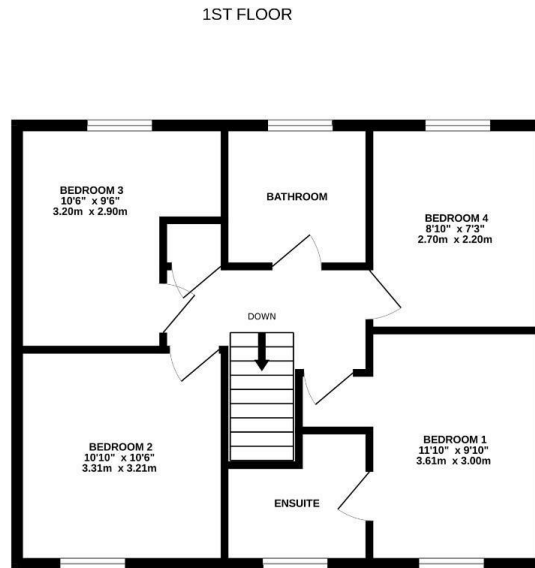 1ST FLOOR
BEDROOM 3
10'6" x 9'6"
3.20m x 2.90m
BATHROOM
BEDROOM 4
8'10" x 7'3"
2.70m x 2.20m
DOWN
BEDROOM 2
10'10" x 10'6"
3.31m x 3.21m
BEDROOM 1
11'10" x 9'10"
3.61m x 3.00m
ENSUITE